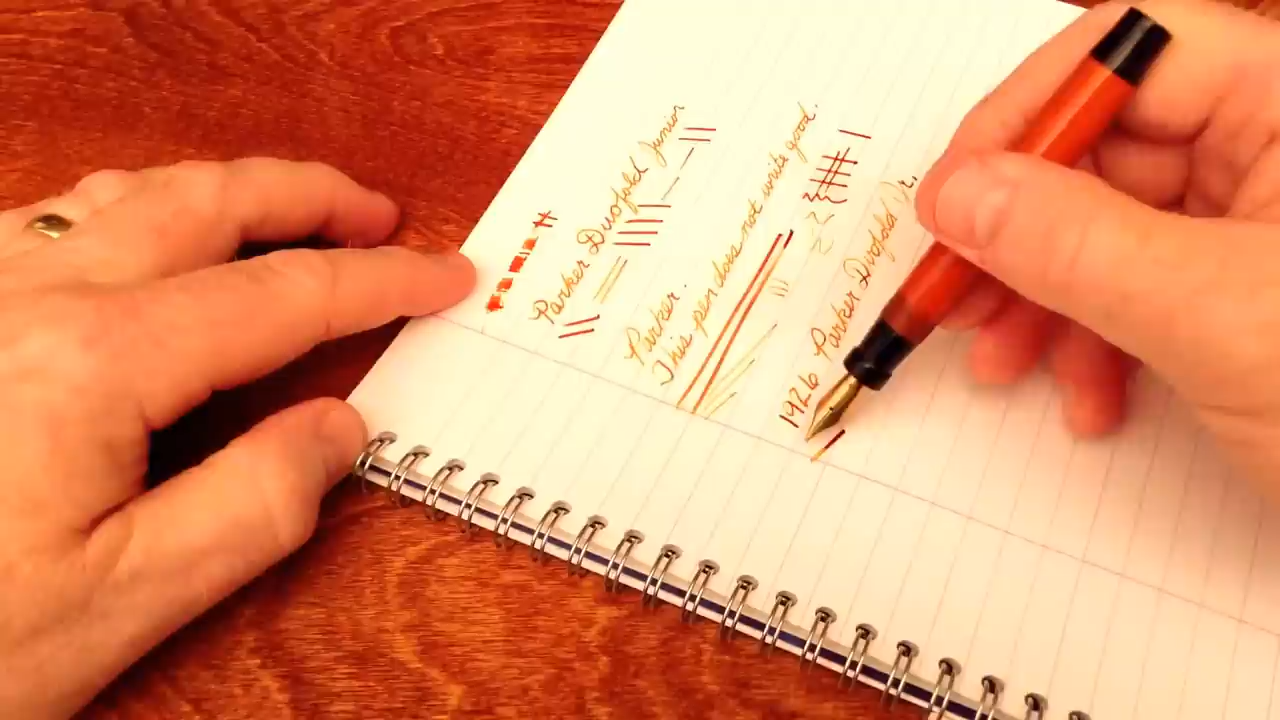 Parker Duofold Junior
Parker.
This pen does not write good.
1926 Parker Duofold Jr.